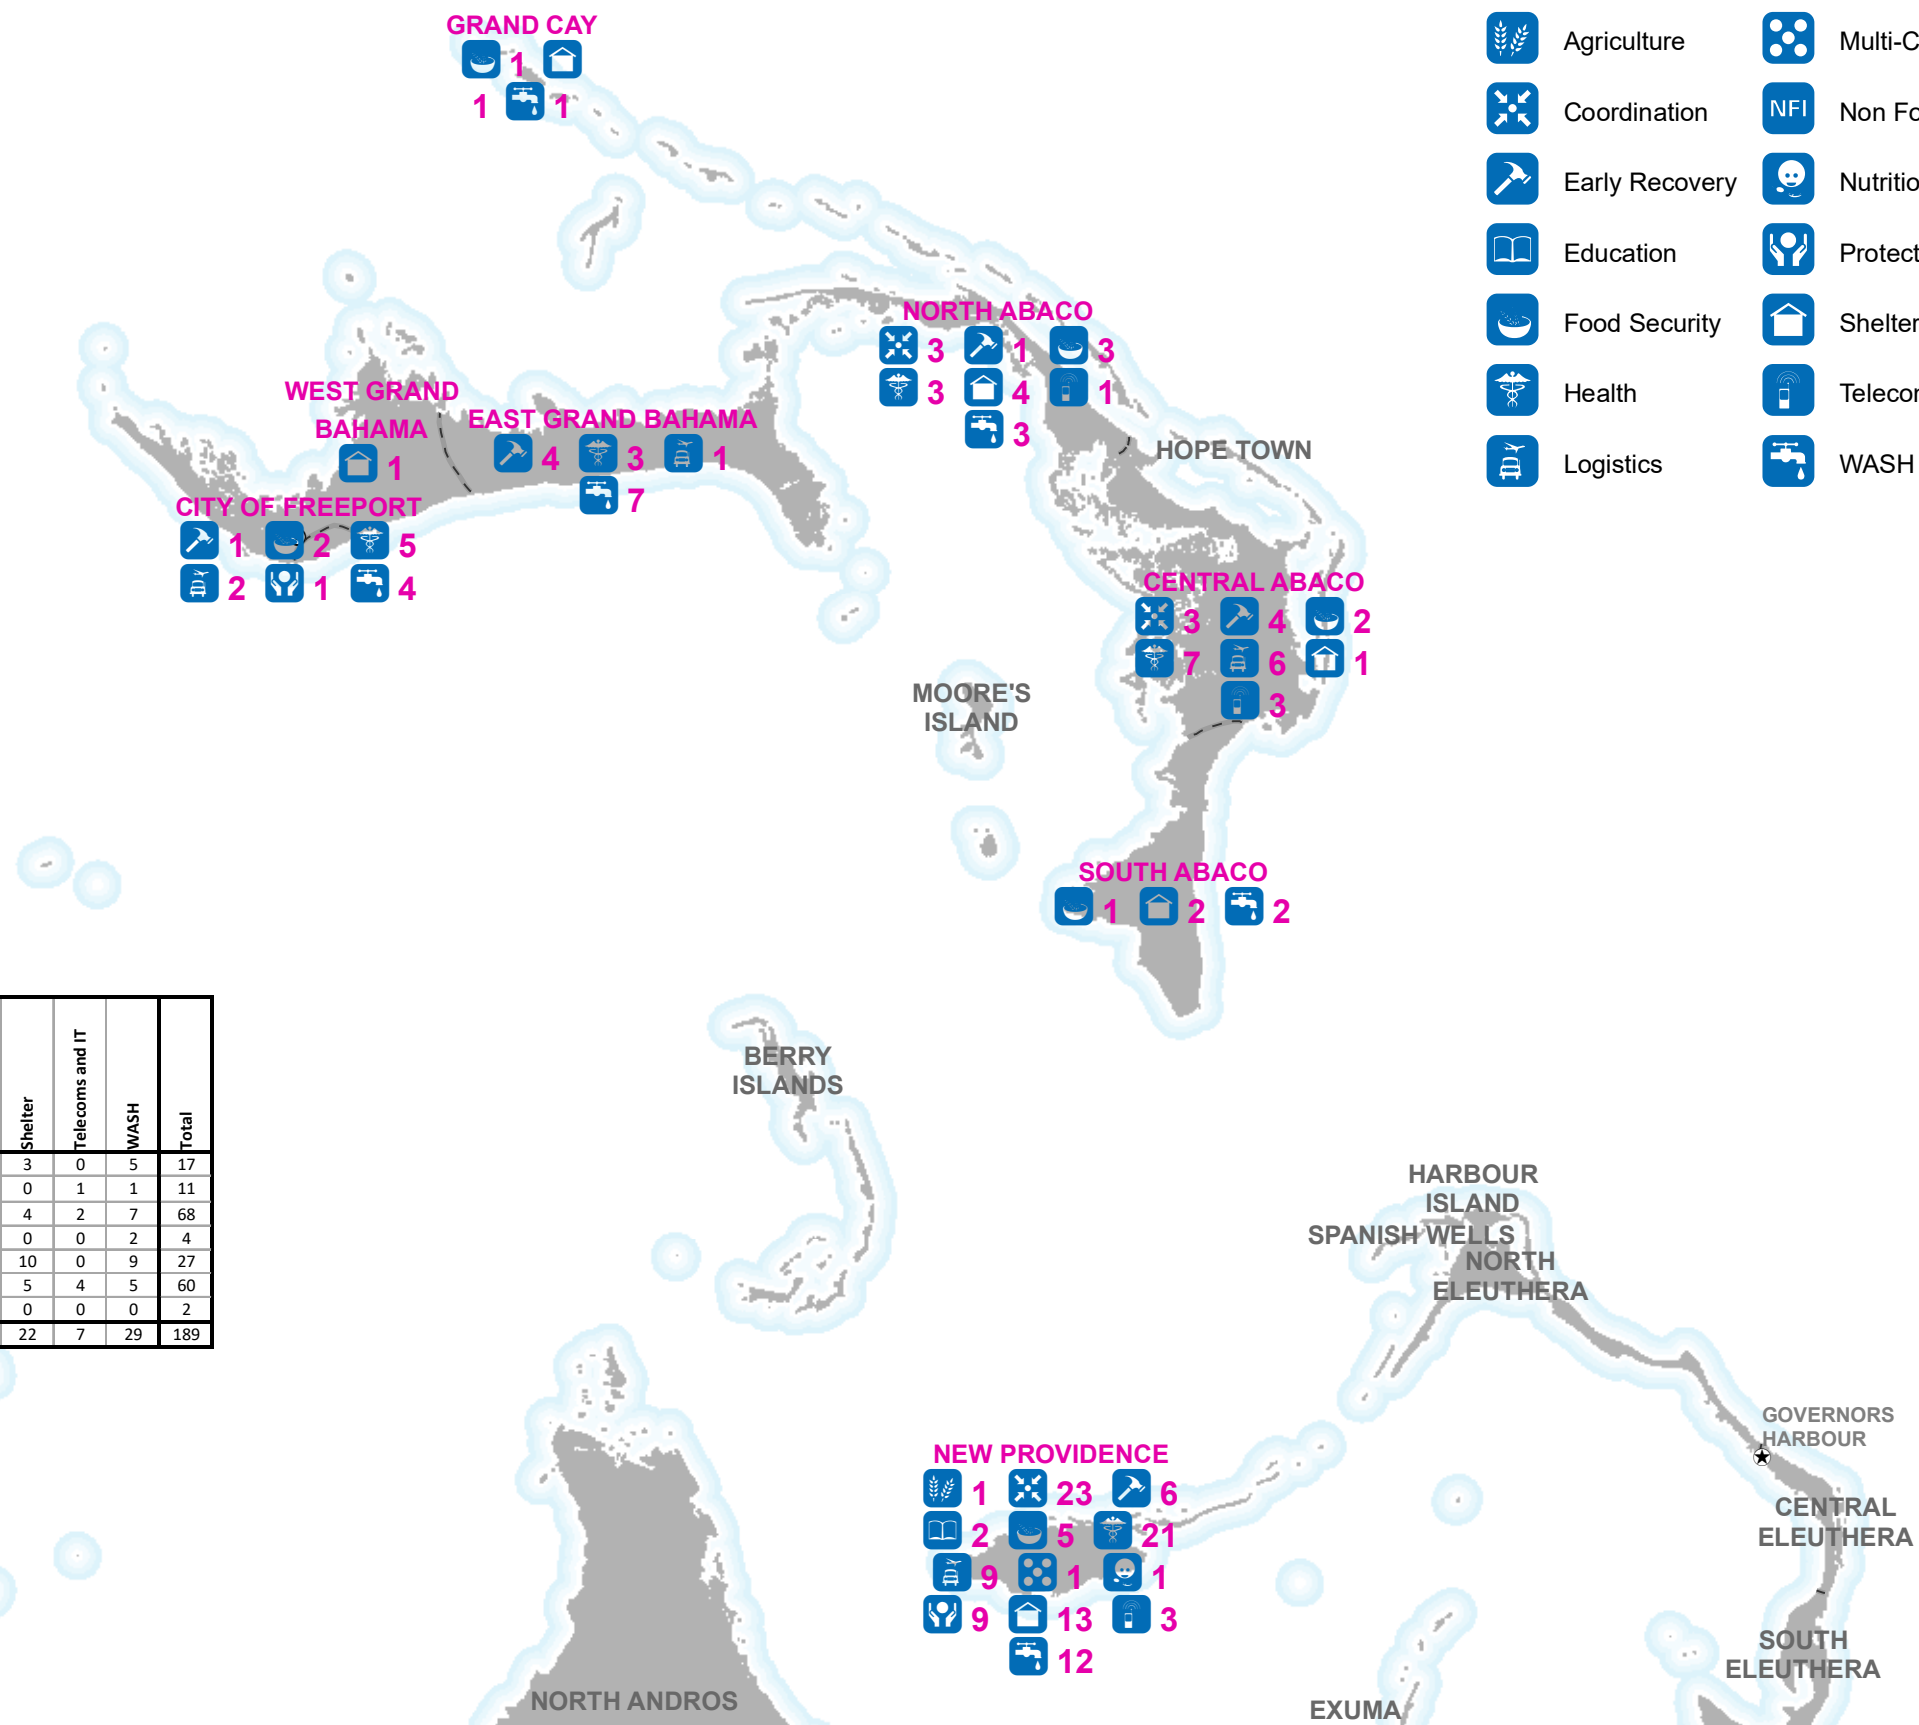 GRAND CAY
1
1 1
Agriculture Multi-C
Coordination NFI Non Fo
Early Recovery Nutritio
Education Protect
Food Security Shelter
Health Telecor
Logistics WASH
NORTH ABACO
3 1 3
3 4 1
3
WEST GRAND
BAHAMA
1
EAST GRAND BAHAMA
4 3 1
7
CITY OF FREEPORT
1 2 5
2 1 4
HOPE TOWN
CENTRAL ABACO
3 4 2
7 6 1
3
MOORE'S
ISLAND
SOUTH ABACO
1 2 2
Shelter Telecoms and IT WASH Total
3 0 5 17
0 1 1 11
4 2 7 68
0 0 2 4
10 0 9 27
5 4 5 60
0 0 0 2
22 7 29 189
BERRY
ISLANDS
HARBOUR
ISLAND
SPANISH WELLS
NORTH
ELEUTHERA
GOVERNORS
HARBOUR
CENTRAL
ELEUTHERA
NEW PROVIDENCE
1 23 6
2 5 21
9 1 1
9 13 3
12
SOUTH
ELEUTHERA
NORTH ANDROS
EXUMA